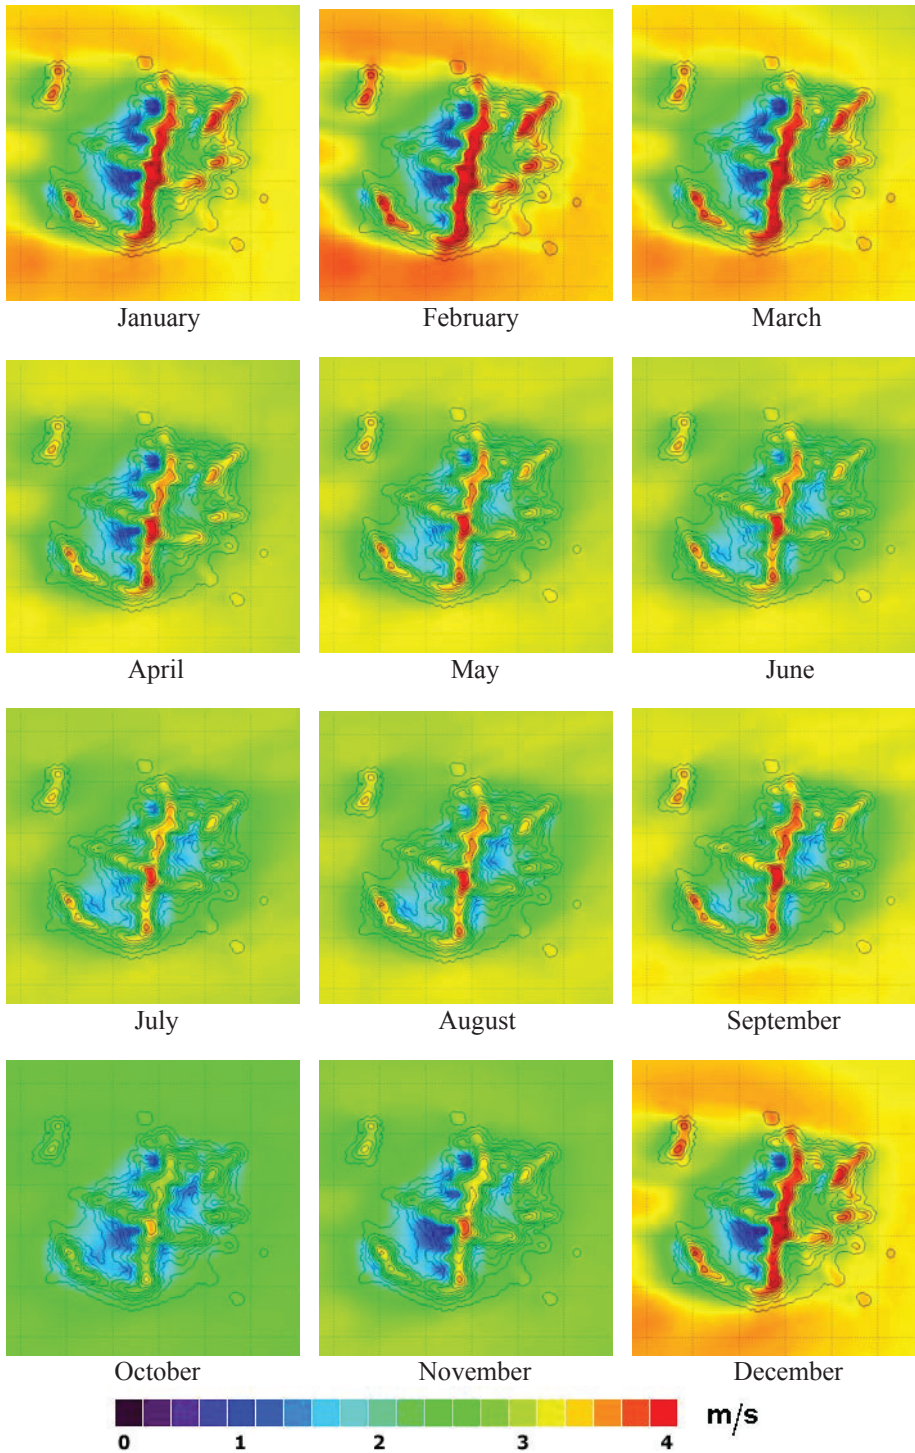 January February March
April May June
July August September
October November December
m/s
0 1 2 3 4